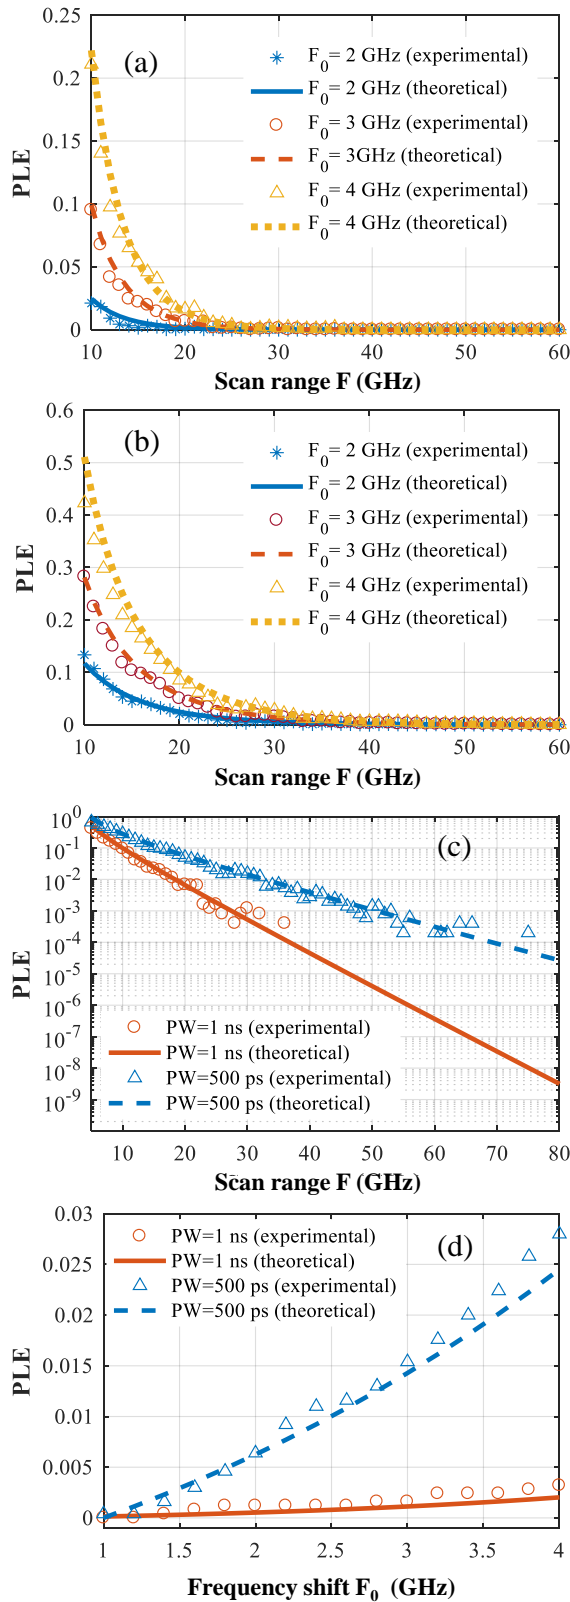 (a)
F0= 2 GHz (experimental)
F0= 2 GHz (theoretical)
F0= 3 GHz (experimental)
F0= 3GHz (theoretical)
F0= 4 GHz (experimental)
F0= 4 GHz (theoretical)
0.25
0.2
0.15
0.1
0.05
0
PLE
10 20 30 40 50 60
Scan range F (GHz)
(b)
F0= 2 GHz (experimental)
F0= 2 GHz (theoretical)
F0= 3 GHz (experimental)
F0= 3 GHz (theoretical)
F0= 4 GHz (experimental)
F0= 4 GHz (theoretical)
0.6
0.5
0.4
0.3
0.2
0.1
0
PLE
10 20 30 40 50 60
Scan range F (GHz)
(c)
10^0
10^-1
10^-2
10^-3
10^-4
10^-5
10^-6
10^-7
10^-8
10^-9
PLE
PW=1 ns (experimental)
PW=1 ns (theoretical)
PW=500 ps (experimental)
PW=500 ps (theoretical)
10 20 30 40 50 60 70 80
Scan range F (GHz)
PW=1 ns (experimental)
PW=1 ns (theoretical)
PW=500 ps (experimental)
PW=500 ps (theoretical)
(d)
0.03
0.025
0.02
0.015
0.01
0.005
0
PLE
1 1.5 2 2.5 3 3.5 4
Frequency shift F0 (GHz)